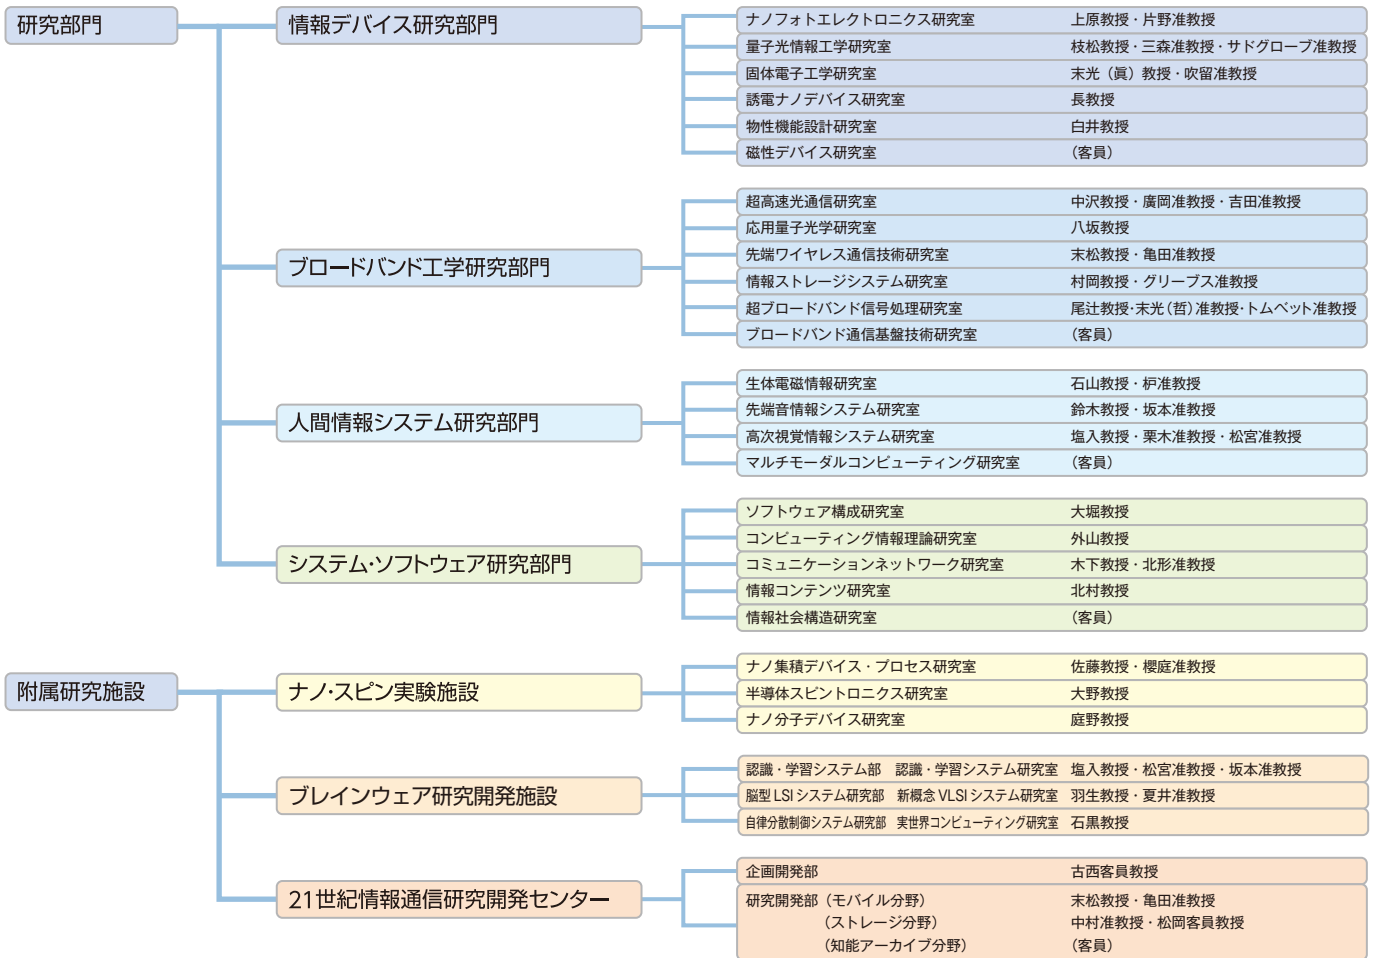 研究部門
情報デバイス研究部門
ナノフォトエレクトロニクス研究室 上原教授・片野准教授
量子光情報工学研究室 枝松教授・三森准教授・サドグローブ准教授
固体電子工学研究室 末光（眞）教授・吹留准教授
誘電ナノデバイス研究室 長教授
物性機能設計研究室 白井教授
磁性デバイス研究室 （客員）
ブロードバンド工学研究部門
超高速光通信研究室 中沢教授・廣岡准教授・吉田准教授
応用量子光学研究室 八坂教授
先端ワイヤレス通信技術研究室 末松教授・亀田准教授
情報ストレージシステム研究室 村岡教授・グリーブス准教授
超ブロードバンド信号処理研究室 尾辻教授・末光（哲）准教授・トムベット准教授
ブロードバンド通信基盤技術研究室 （客員）
人間情報システム研究部門
生体電磁情報研究室 石山教授・枦准教授
先端音情報システム研究室 鈴木教授・坂本准教授
高次視覚情報システム研究室 塩入教授・栗木准教授・松宮准教授
マルチモーダルコンピューティング研究室 （客員）
システム・ソフトウェア研究部門
ソフトウェア構成研究室 大堀教授
コンピューティング情報理論研究室 外山教授
コミュニケーションネットワーク研究室 木下教授・北形准教授
情報コンテンツ研究室 北村教授
情報社会構造研究室 （客員）
附属研究施設
ナノ・スピン実験施設
ナノ集積デバイス・プロセス研究室 佐藤教授・櫻庭准教授
半導体スピントロニクス研究室 大野教授
ナノ分子デバイス研究室 庭野教授
ブレインウェア研究開発施設
認識・学習システム部 認識・学習システム研究室 塩入教授・松宮准教授・坂本准教授
脳型 LSI システム研究部 新概念 VLSI システム研究室 羽生教授・夏井准教授
自律分散制御システム研究部 実世界コンピューティング研究室 石黒教授
21世紀情報通信研究開発センター
企画開発部 古西客員教授
研究開発部（モバイル分野） 末松教授・亀田准教授
（ストレージ分野） 中村准教授・松岡客員教授
（知能アーカイブ分野） （客員）